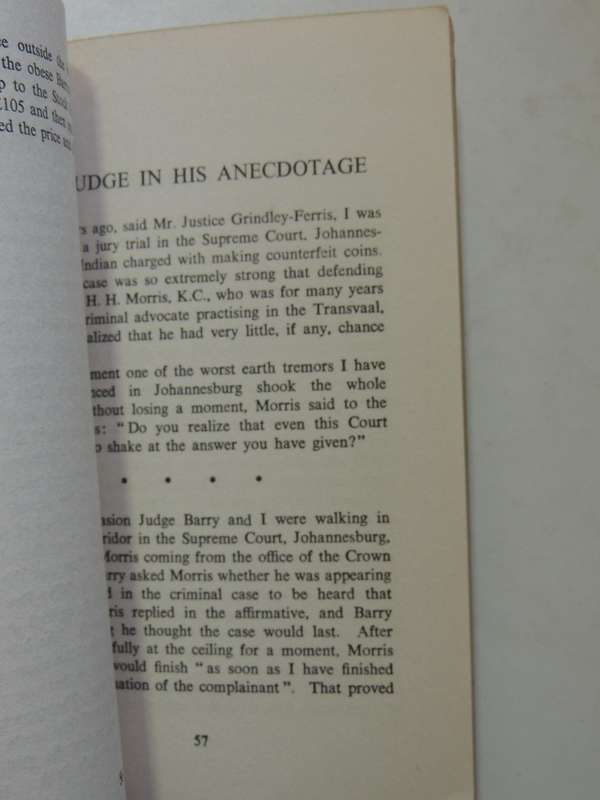 outside the
the obese
to the Stock
£105 and then
the price and
JUDGE IN HIS ANECDOTAGE
ago, said Mr. Justice Grindley-Ferris, I was
a jury trial in the Supreme Court, Johannes-
Indian charged with making counterfeit coins.
case was so extremely strong that defending
H. H. Morris, K.C., who was for many years
criminal advocate practising in the Transvaal,
realized that he had very little, if any, chance
one of the worst earth tremors I have
in Johannesburg shook the whole
without losing a moment, Morris said to the
"Do you realize that even this Court
shake at the answer you have given?"
Judge Barry and I were walking in
in the Supreme Court, Johannesburg,
Morris coming from the office of the Crown
Barry asked Morris whether he was appearing
in the criminal case to be heard that
replied in the affirmative, and Barry
he thought the case would last. After
at the ceiling for a moment, Morris
would finish "as soon as I have finished
of the complainant". That proved
57